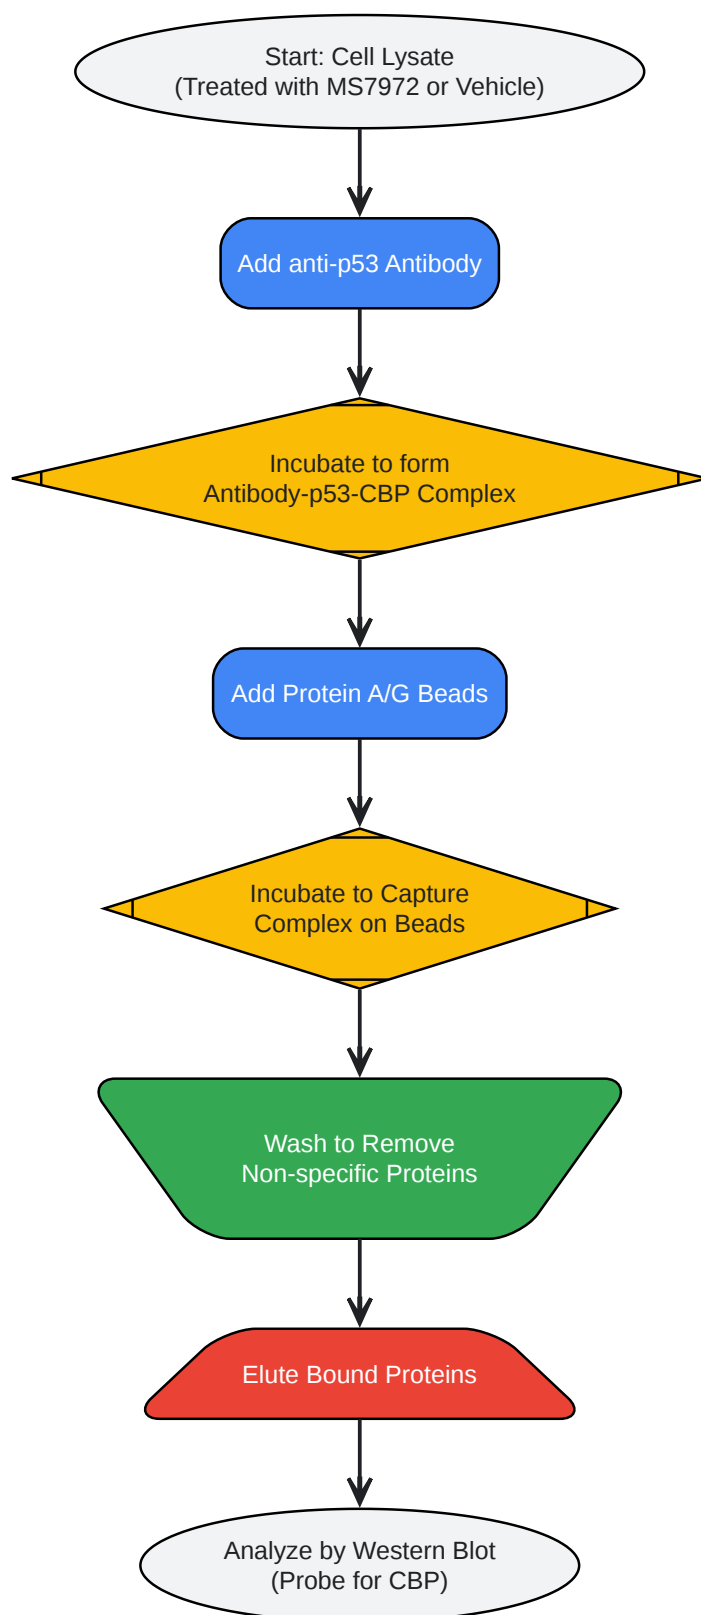 Start: Cell Lysate
(Treated with MS7972 or Vehicle)
Add anti-p53 Antibody
Incubate to form
Antibody-p53-CBP Complex
Add Protein A/G Beads
Incubate to Capture
Complex on Beads
Wash to Remove
Non-specific Proteins
Elute Bound Proteins
Analyze by Western Blot
(Probe for CBP)